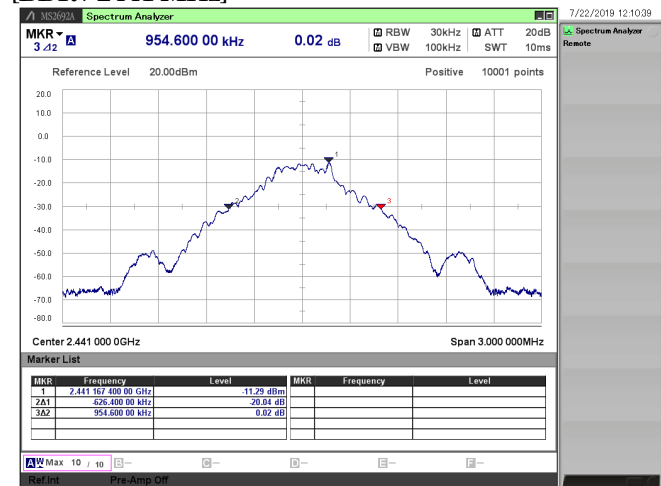 7/22/2019 12:10:39
MS2692A Spectrum Analyzer
Spectrum Analyzer
Remote
MKR 3 Δ2 A 954.600 00 kHz 0.02 dB
M RBW 30kHz M ATT 20dB
M VBW 100kHz SWT 10ms
Reference Level 20.00dBm Positive 10001 points
20.0
10.0
0.0
-10.0
-20.0
-30.0
-40.0
-50.0
-60.0
-70.0
-80.0
1
2
3
Center 2.441 000 0GHz Span 3.000 000MHz
Marker List
MKR Frequency Level MKR Frequency Level
1 2.441 167 400 00 GHz -11.29 dBm
2Δ1 -626.400 00 kHz -20.04 dB
3Δ2 954.600 00 kHz 0.02 dB
A W Max 10 / 10 B— C— D— E— F—
Ref.Int Pre-Amp Off